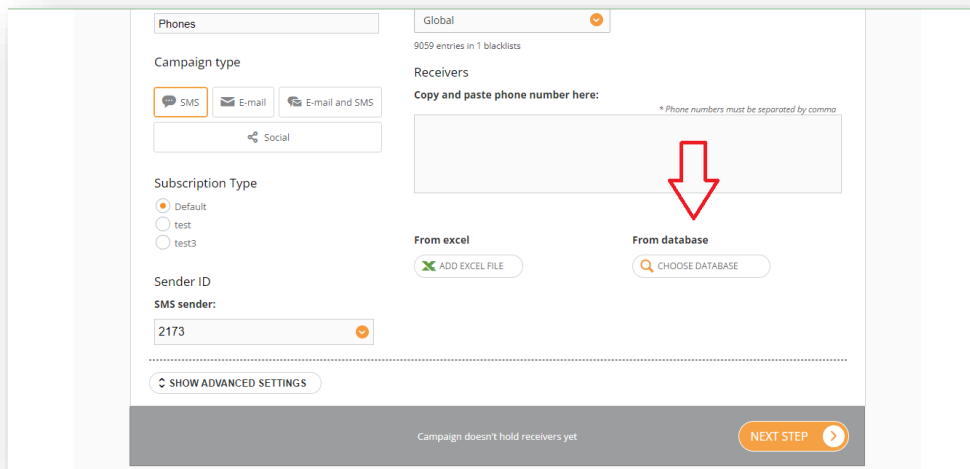 Phones
Campaign type
SMS
E-mail
E-mail and SMS
Social
Subscription Type
Default
test
test3
Sender ID
SMS sender:
2173
Global
9059 entries in 1 blacklists
Receivers
Copy and paste phone number here:
* Phone numbers must be separated by comma
From excel
ADD EXCEL FILE
From database
CHOOSE DATABASE
SHOW ADVANCED SETTINGS
Campaign doesn't hold receivers yet
NEXT STEP